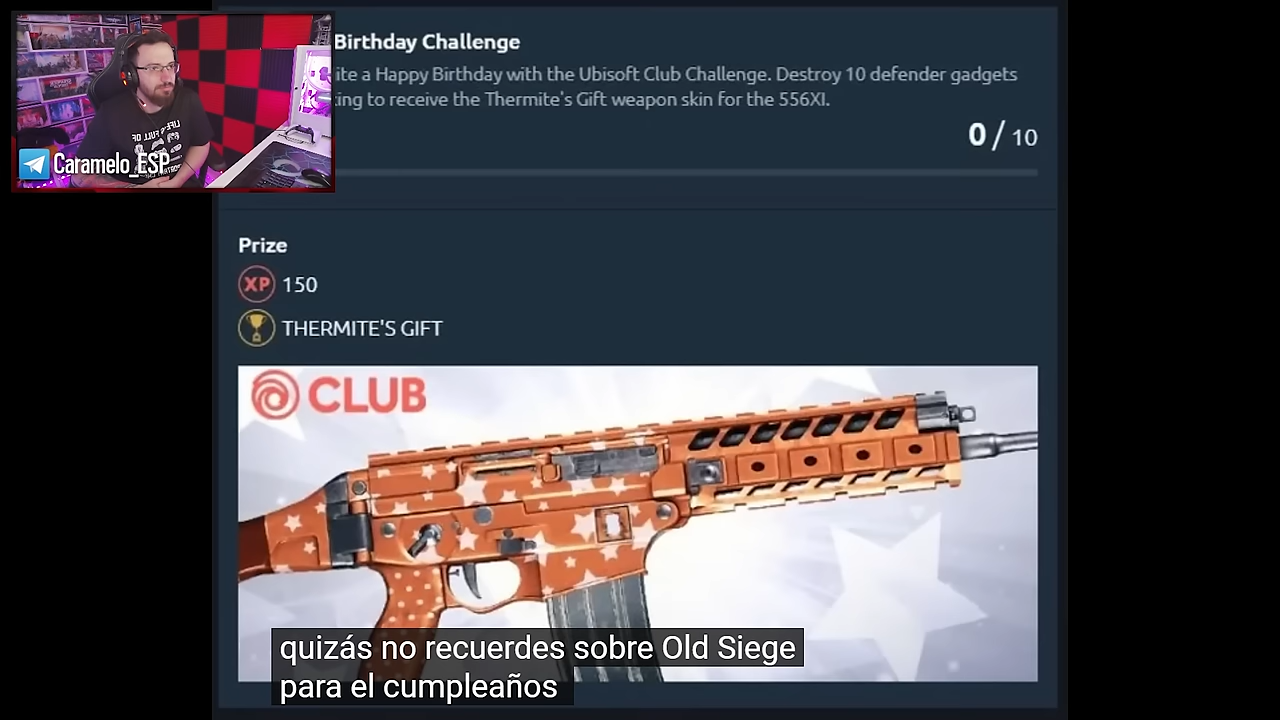 Birthday Challenge
ite a Happy Birthday with the Ubisoft Club Challenge. Destroy 10 defender gadgets
ing to receive the Thermite's Gift weapon skin for the 556XI.
0 / 10
Caramelo_ESP
Prize
XP 150
THERMITE'S GIFT
CLUB
quizás no recuerdes sobre Old Siege
para el cumpleaños